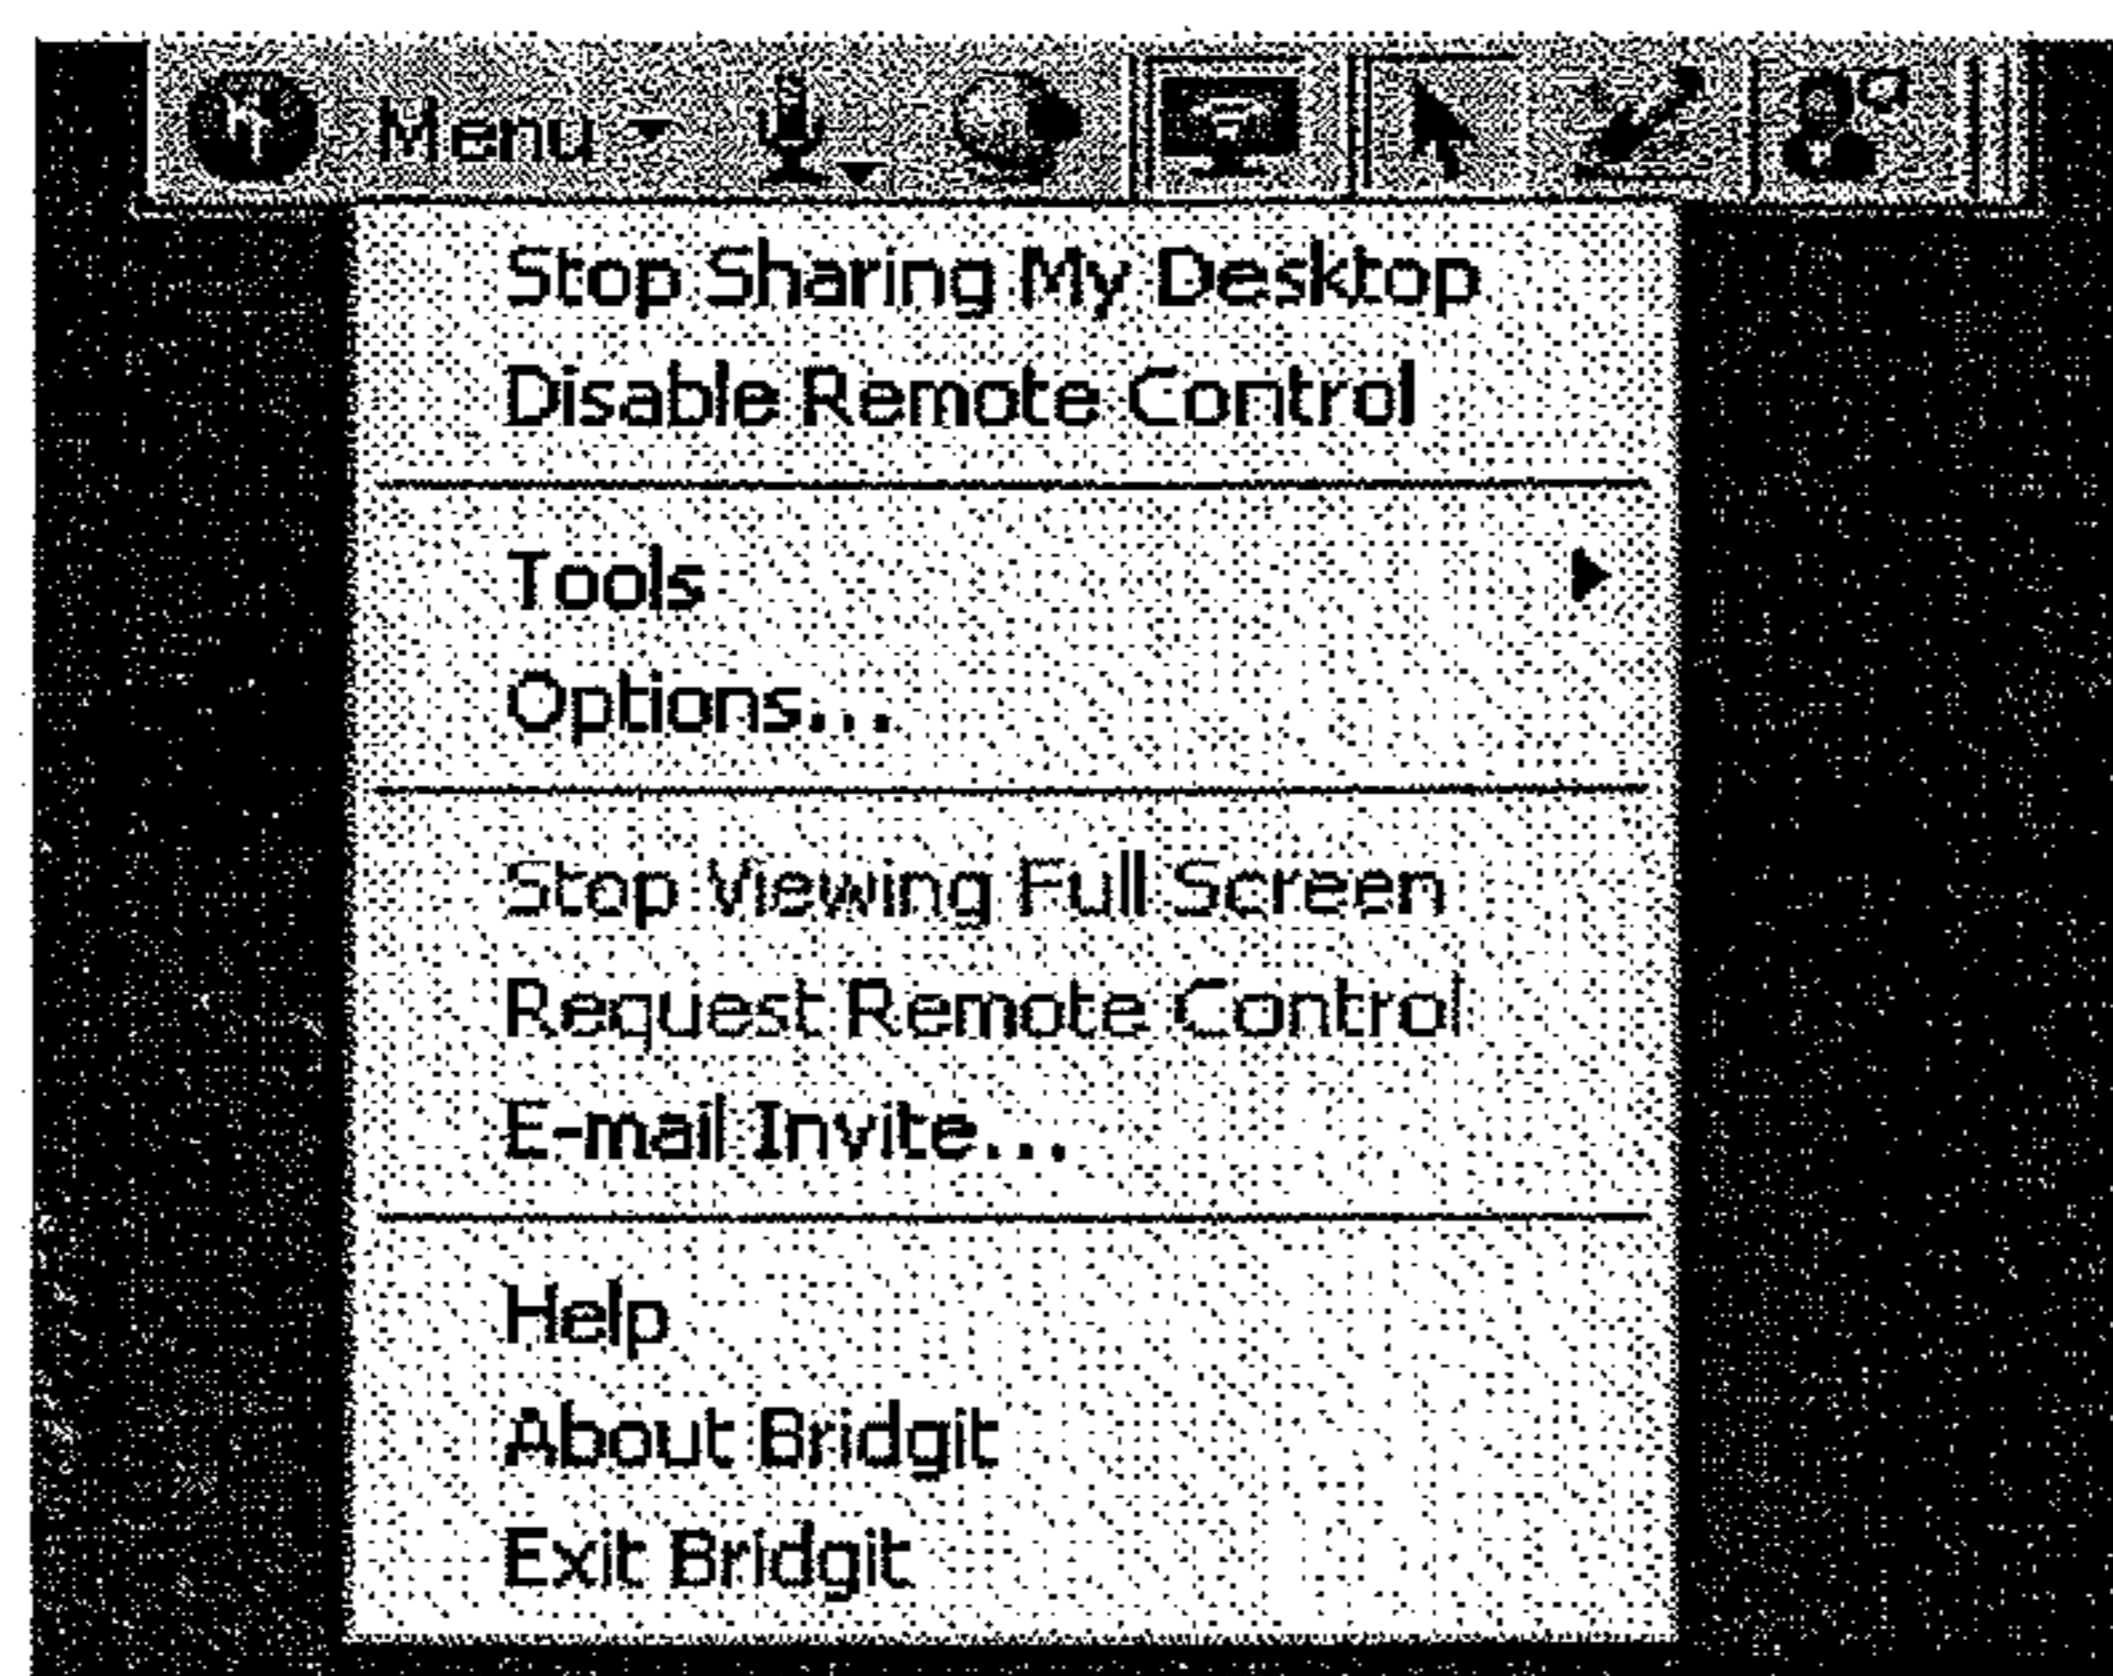 Menu
Stop Sharing My Desktop
Disable Remote Control
Tools
Options...
Stop Viewing Full Screen
Request Remote Control
E-mail Invite...
Help
About Bridgit
Exit Bridgit